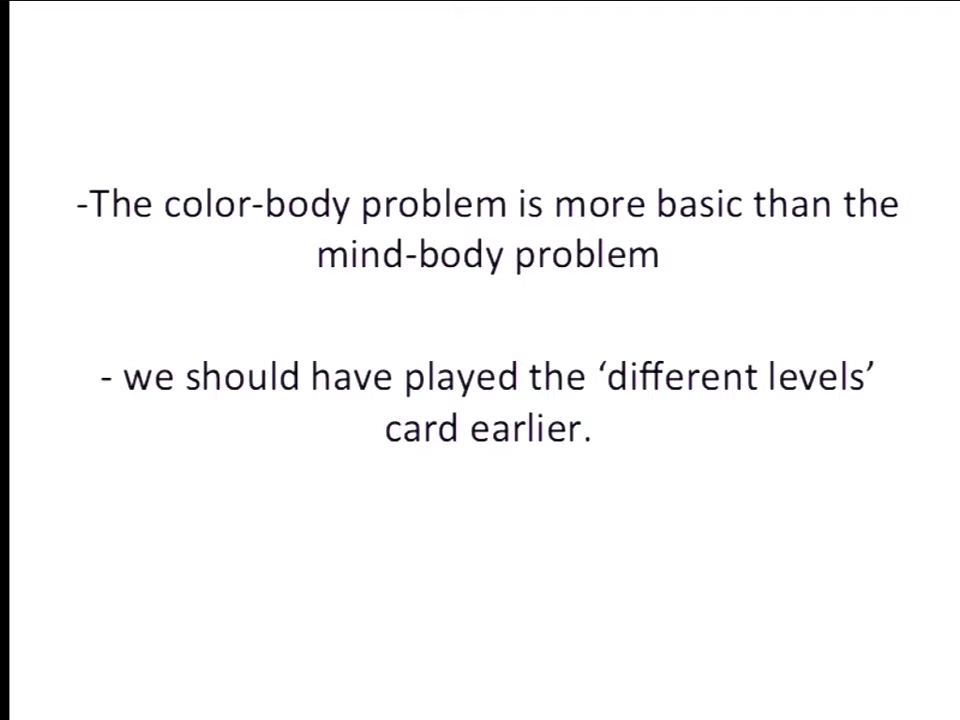 -The color-body problem is more basic than the
mind-body problem
- we should have played the ‘different levels’
card earlier.